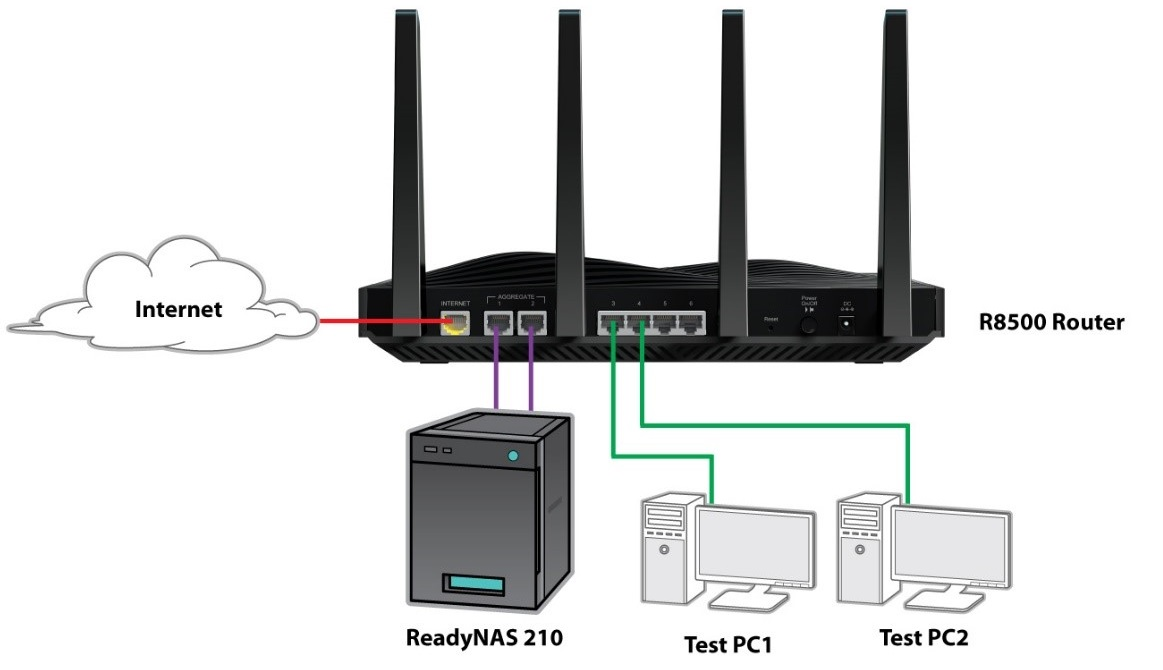 Internet
INTERNET
AGGREGATE
1 2
3 4 5 6
Reset
Power
On/Off
DC
R8500 Router
ReadyNAS 210
Test PC1
Test PC2